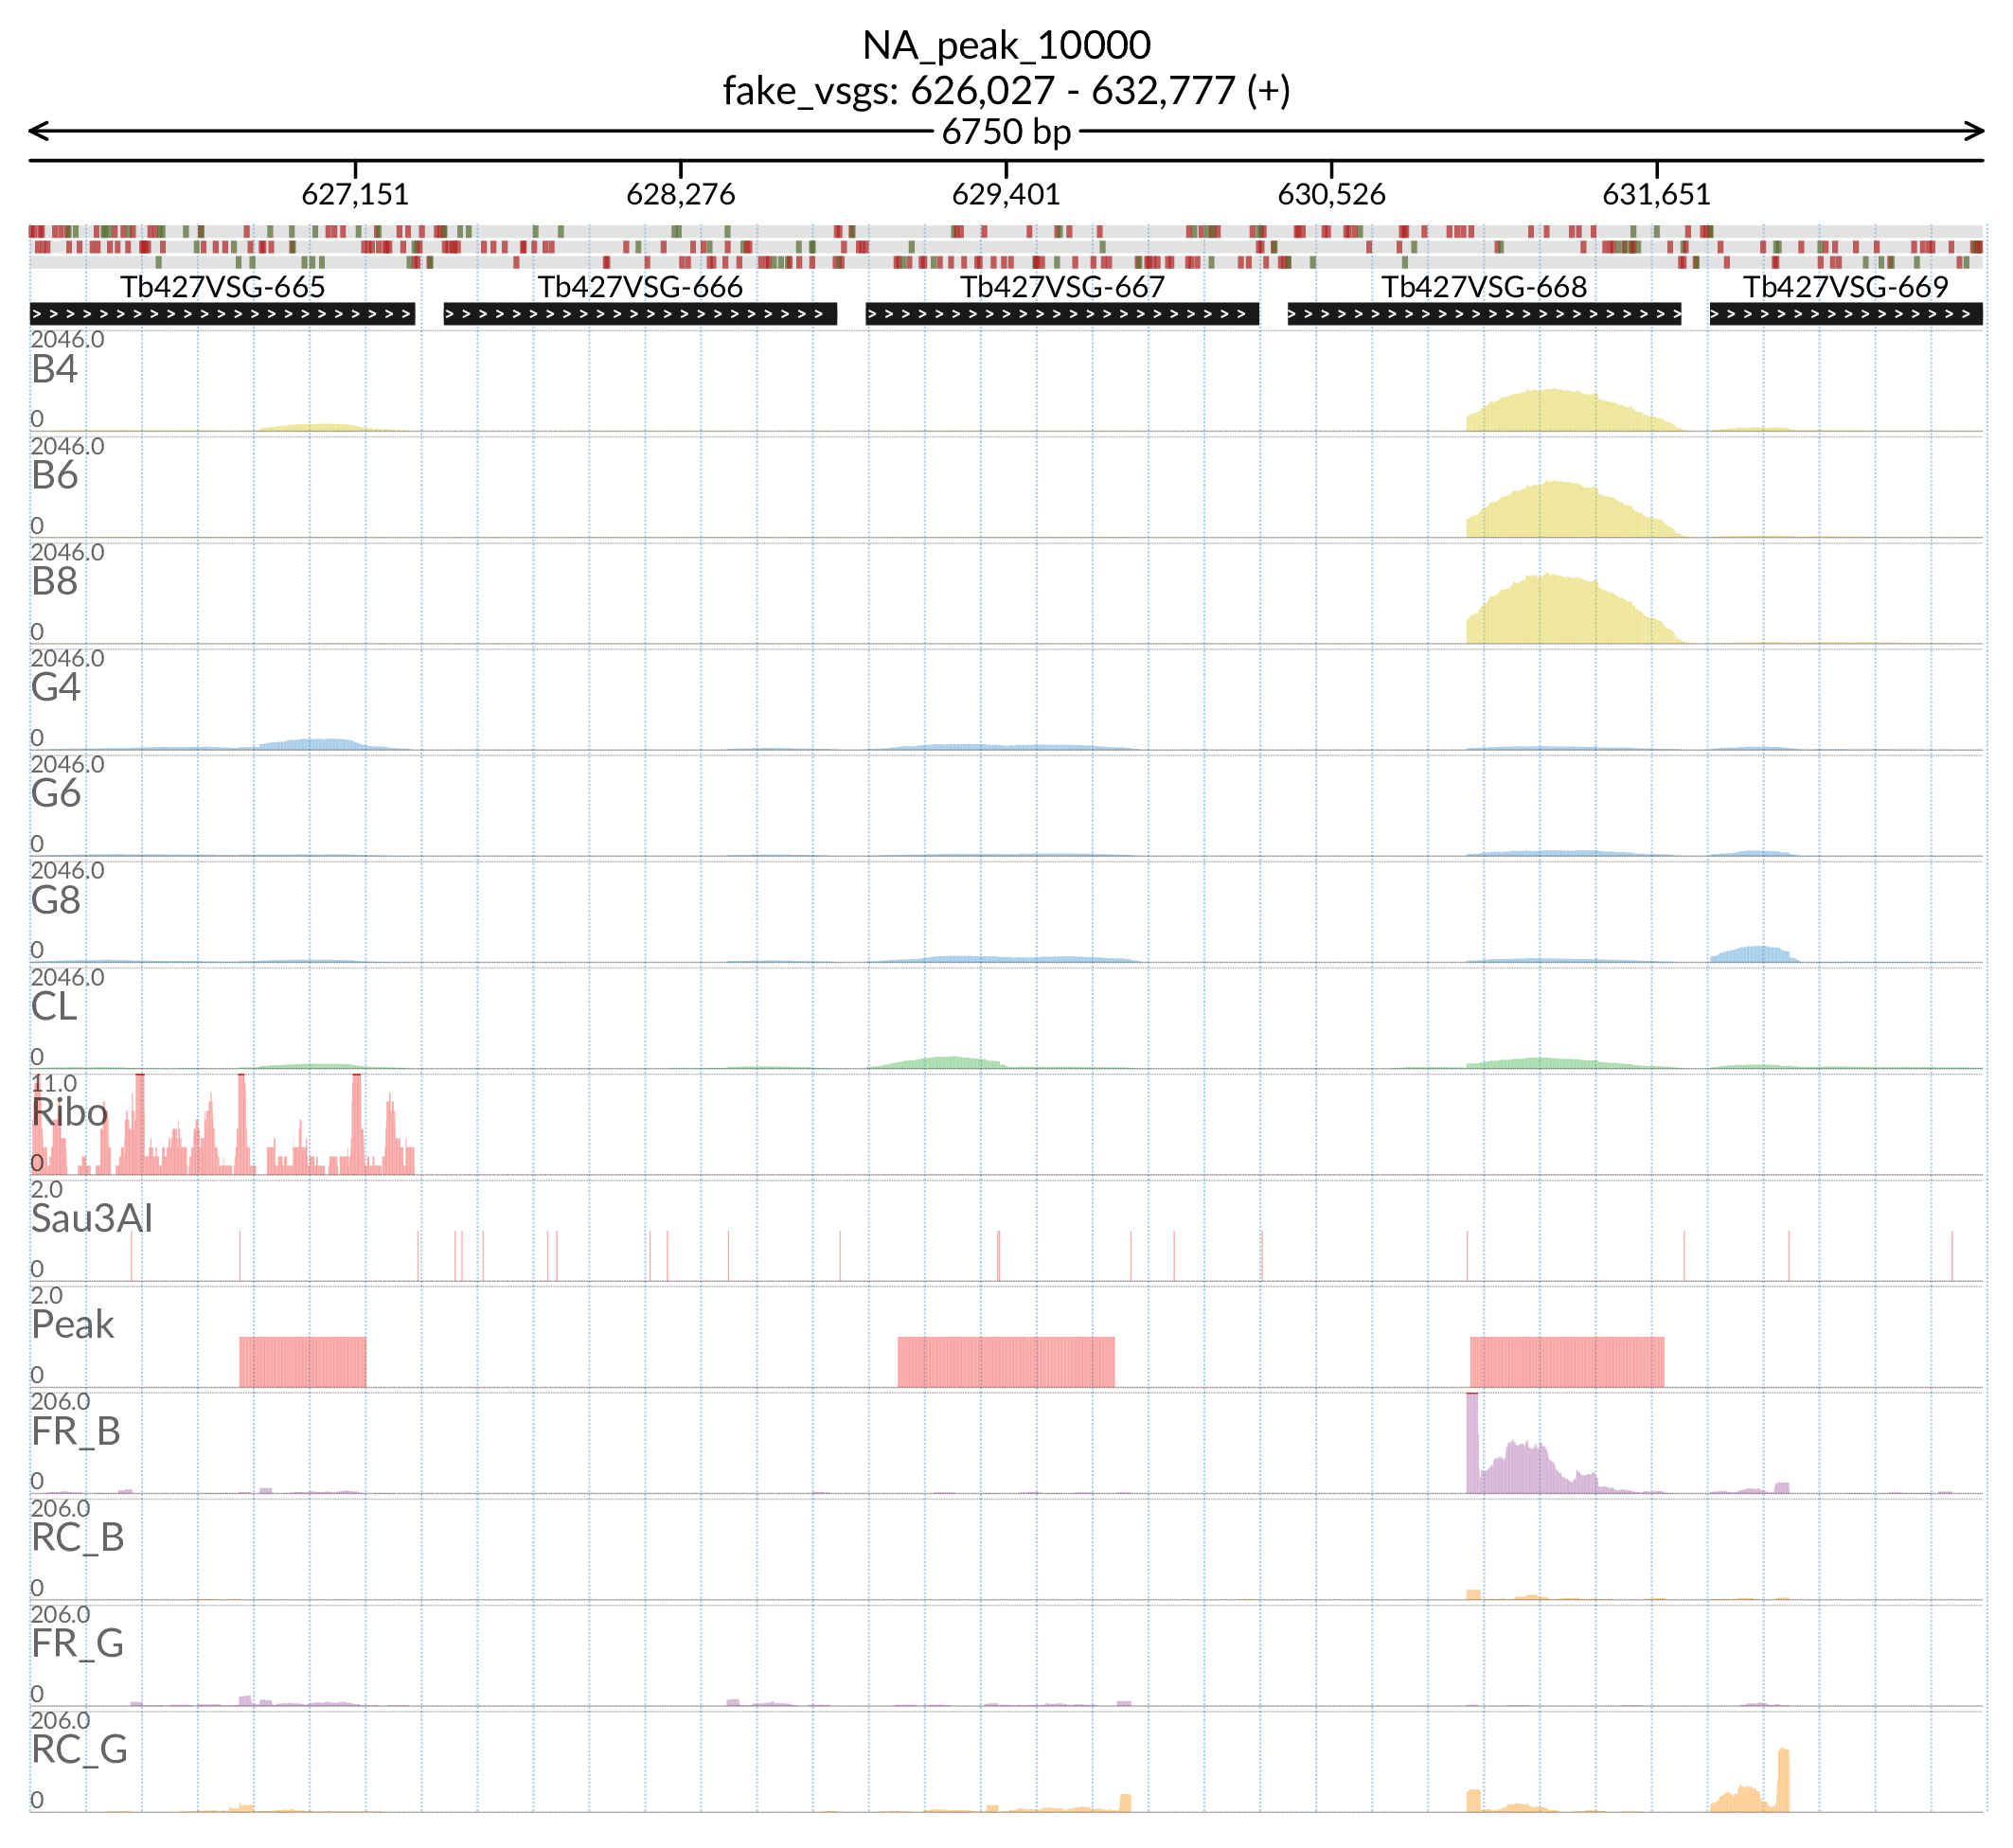 NA_peak_10000
fake_vsgs: 626,027 - 632,777 (+)
6750 bp
627,151 628,276 629,401 630,526 631,651
Tb427VSG-665 Tb427VSG-666 Tb427VSG-667 Tb427VSG-668 Tb427VSG-669
2046.0
B4
0
2046.0
B6
0
2046.0
B8
0
2046.0
G4
0
2046.0
G6
0
2046.0
G8
0
2046.0
CL
0
11.0
Ribo
0
2.0
Sau3AI
0
2.0
Peak
0
206.0
FR_B
0
206.0
RC_B
0
206.0
FR_G
0
206.0
RC_G
0